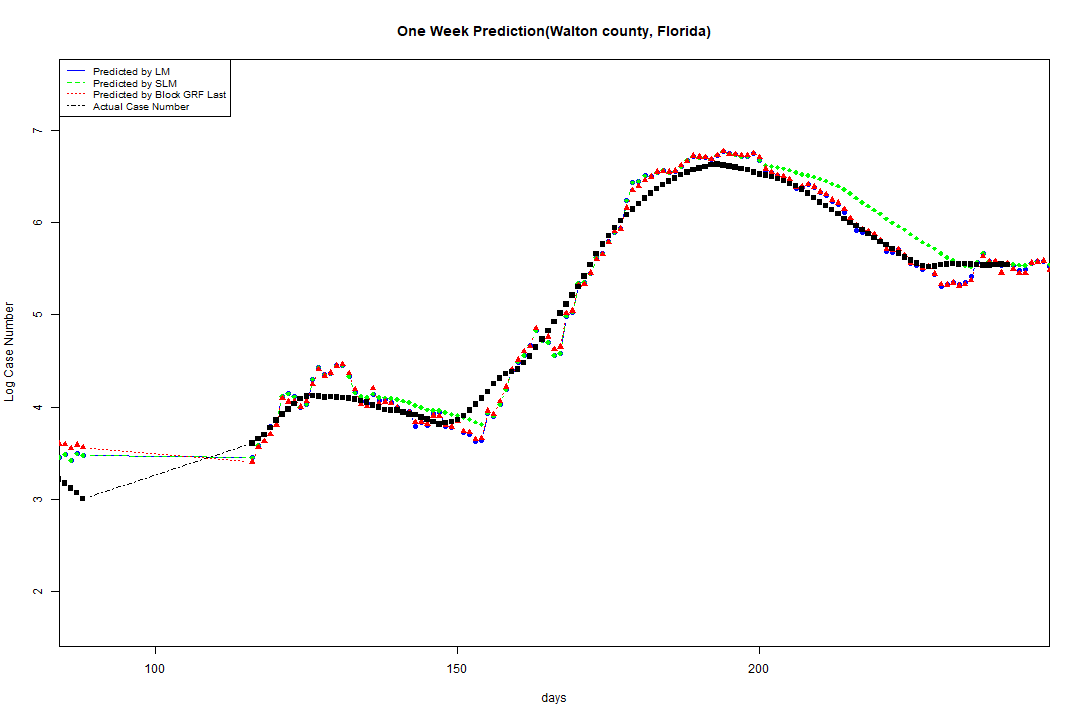 One Week Prediction(Walton county, Florida)
Predicted by LM
Predicted by SLM
Predicted by Block GRF Last
Actual Case Number
7
6
5
4
3
2
Log Case Number
100
150
200
days